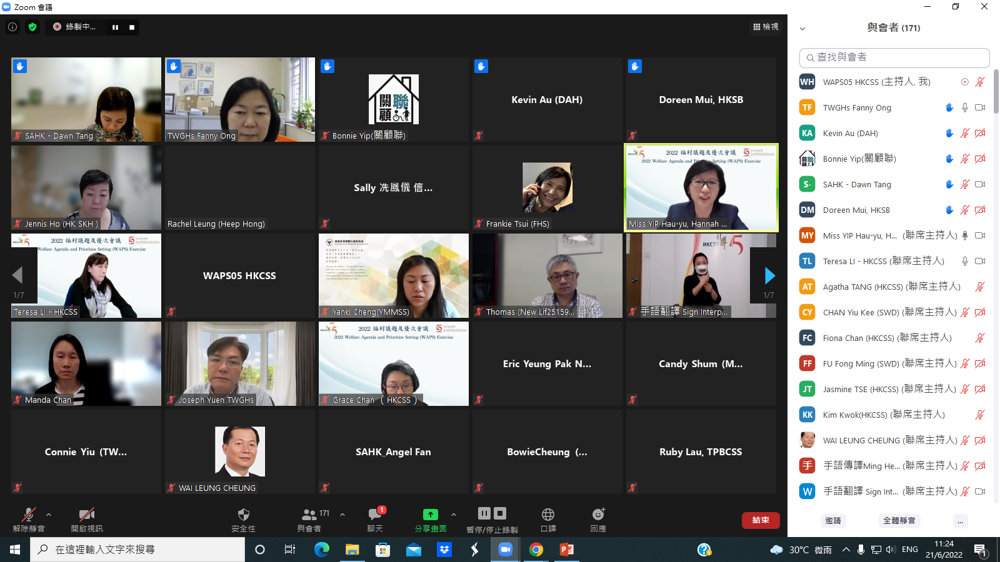 Zoom 會議
錄製中...
檢視
SAHK - Dawn Tang
TWGHs Fanny Ong
關
聯
顧
Bonnie Yip(關顧聯)
Kevin Au (DAH)
Doreen Mui, HKSB
Jennis Ho (HK SKH )
Rachel Leung (Heep Hong)
Sally 冼鳳儀 信...
Frankie Tsui (FHS)
2022 福利議題及優次會議
2022 Welfare Agenda and Priorities Setting (WAPS) Exercise
Miss YIP Hau-yu, Hannah ...
2022 福利議題及優次會議
Welfare Agenda and Priorities Setting (WAPS) Exercise
Teresa LI - HKCSS
1/7
WAPS05 HKCSS
Yanki Cheng(YMMSS)
Thomas (New Lif25159...
HKCSS
手語翻譯 Sign Interp...
1/7
Manda Chan
Joseph Yuen TWGHs
2022 福利議題及優次會議
2022 Welfare Agenda and Priorities Setting (WAPS) Exercise
Grace Chan （ HKCSS ）
Eric Yeung Pak N...
Candy Shum (M...
Connie Yiu (TW...
WAI LEUNG CHEUNG
SAHK_Angel Fan
BowieCheung (...
Ruby Lau, TPBCSS
解除靜音
開啟視訊
安全性
171
與會者
1
聊天
分享畫面
暫停/停止錄製
口譯
回應
結束
與會者 (171)
查找與會者
WH WAPS05 HKCSS (主持人, 我)
TF TWGHs Fanny Ong
KA Kevin Au (DAH)
Bonnie Yip(關顧聯)
S- SAHK - Dawn Tang
DM Doreen Mui, HKSB
MY Miss YIP Hau-yu, H... (聯席主持人)
TL Teresa LI - HKCSS (聯席主持人)
AT Agatha TANG (HKCSS) (聯席主持人)
CY CHAN Yiu Kee (SWD) (聯席主持人)
FC Fiona Chan (HKCSS) (聯席主持人)
FF FU Fong Ming (SWD) (聯席主持人)
JT Jasmine TSE (HKCSS) (聯席主持人)
KK Kim Kwok(HKCSS) (聯席主持人)
WAI LEUNG CHEUNG (聯席主持人)
手 手語傳譯Ming He... (聯席主持人)
W 手語翻譯 Sign Int... (聯席主持人)
邀請
全體靜音
...
在這裡輸入文字來搜尋
30°C 微雨
ENG
11:24
21/6/2022
1